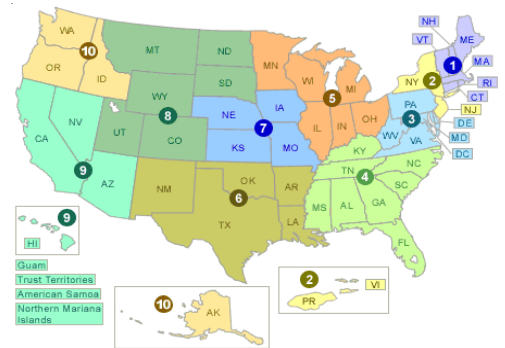 NH
WA
VT
ME
MT
ND
10
MN
1
MA
OR
ID
WI
SD
NY
2
RI
MI
WY
CT
5
PA
NJ
IA
NE
8
3
DE
NV
IL
IN
OH
MD
UT
7
WV
CO
VA
DC
CA
KS
MO
KY
9
NC
TN
4
OK
AZ
NM
AR
SC
6
MS
AL
GA
TX
LA
9
FL
HI
2
Guam
VI
Trust Territories
10
PR
American Samoa
AK
Northern Mariana
Islands